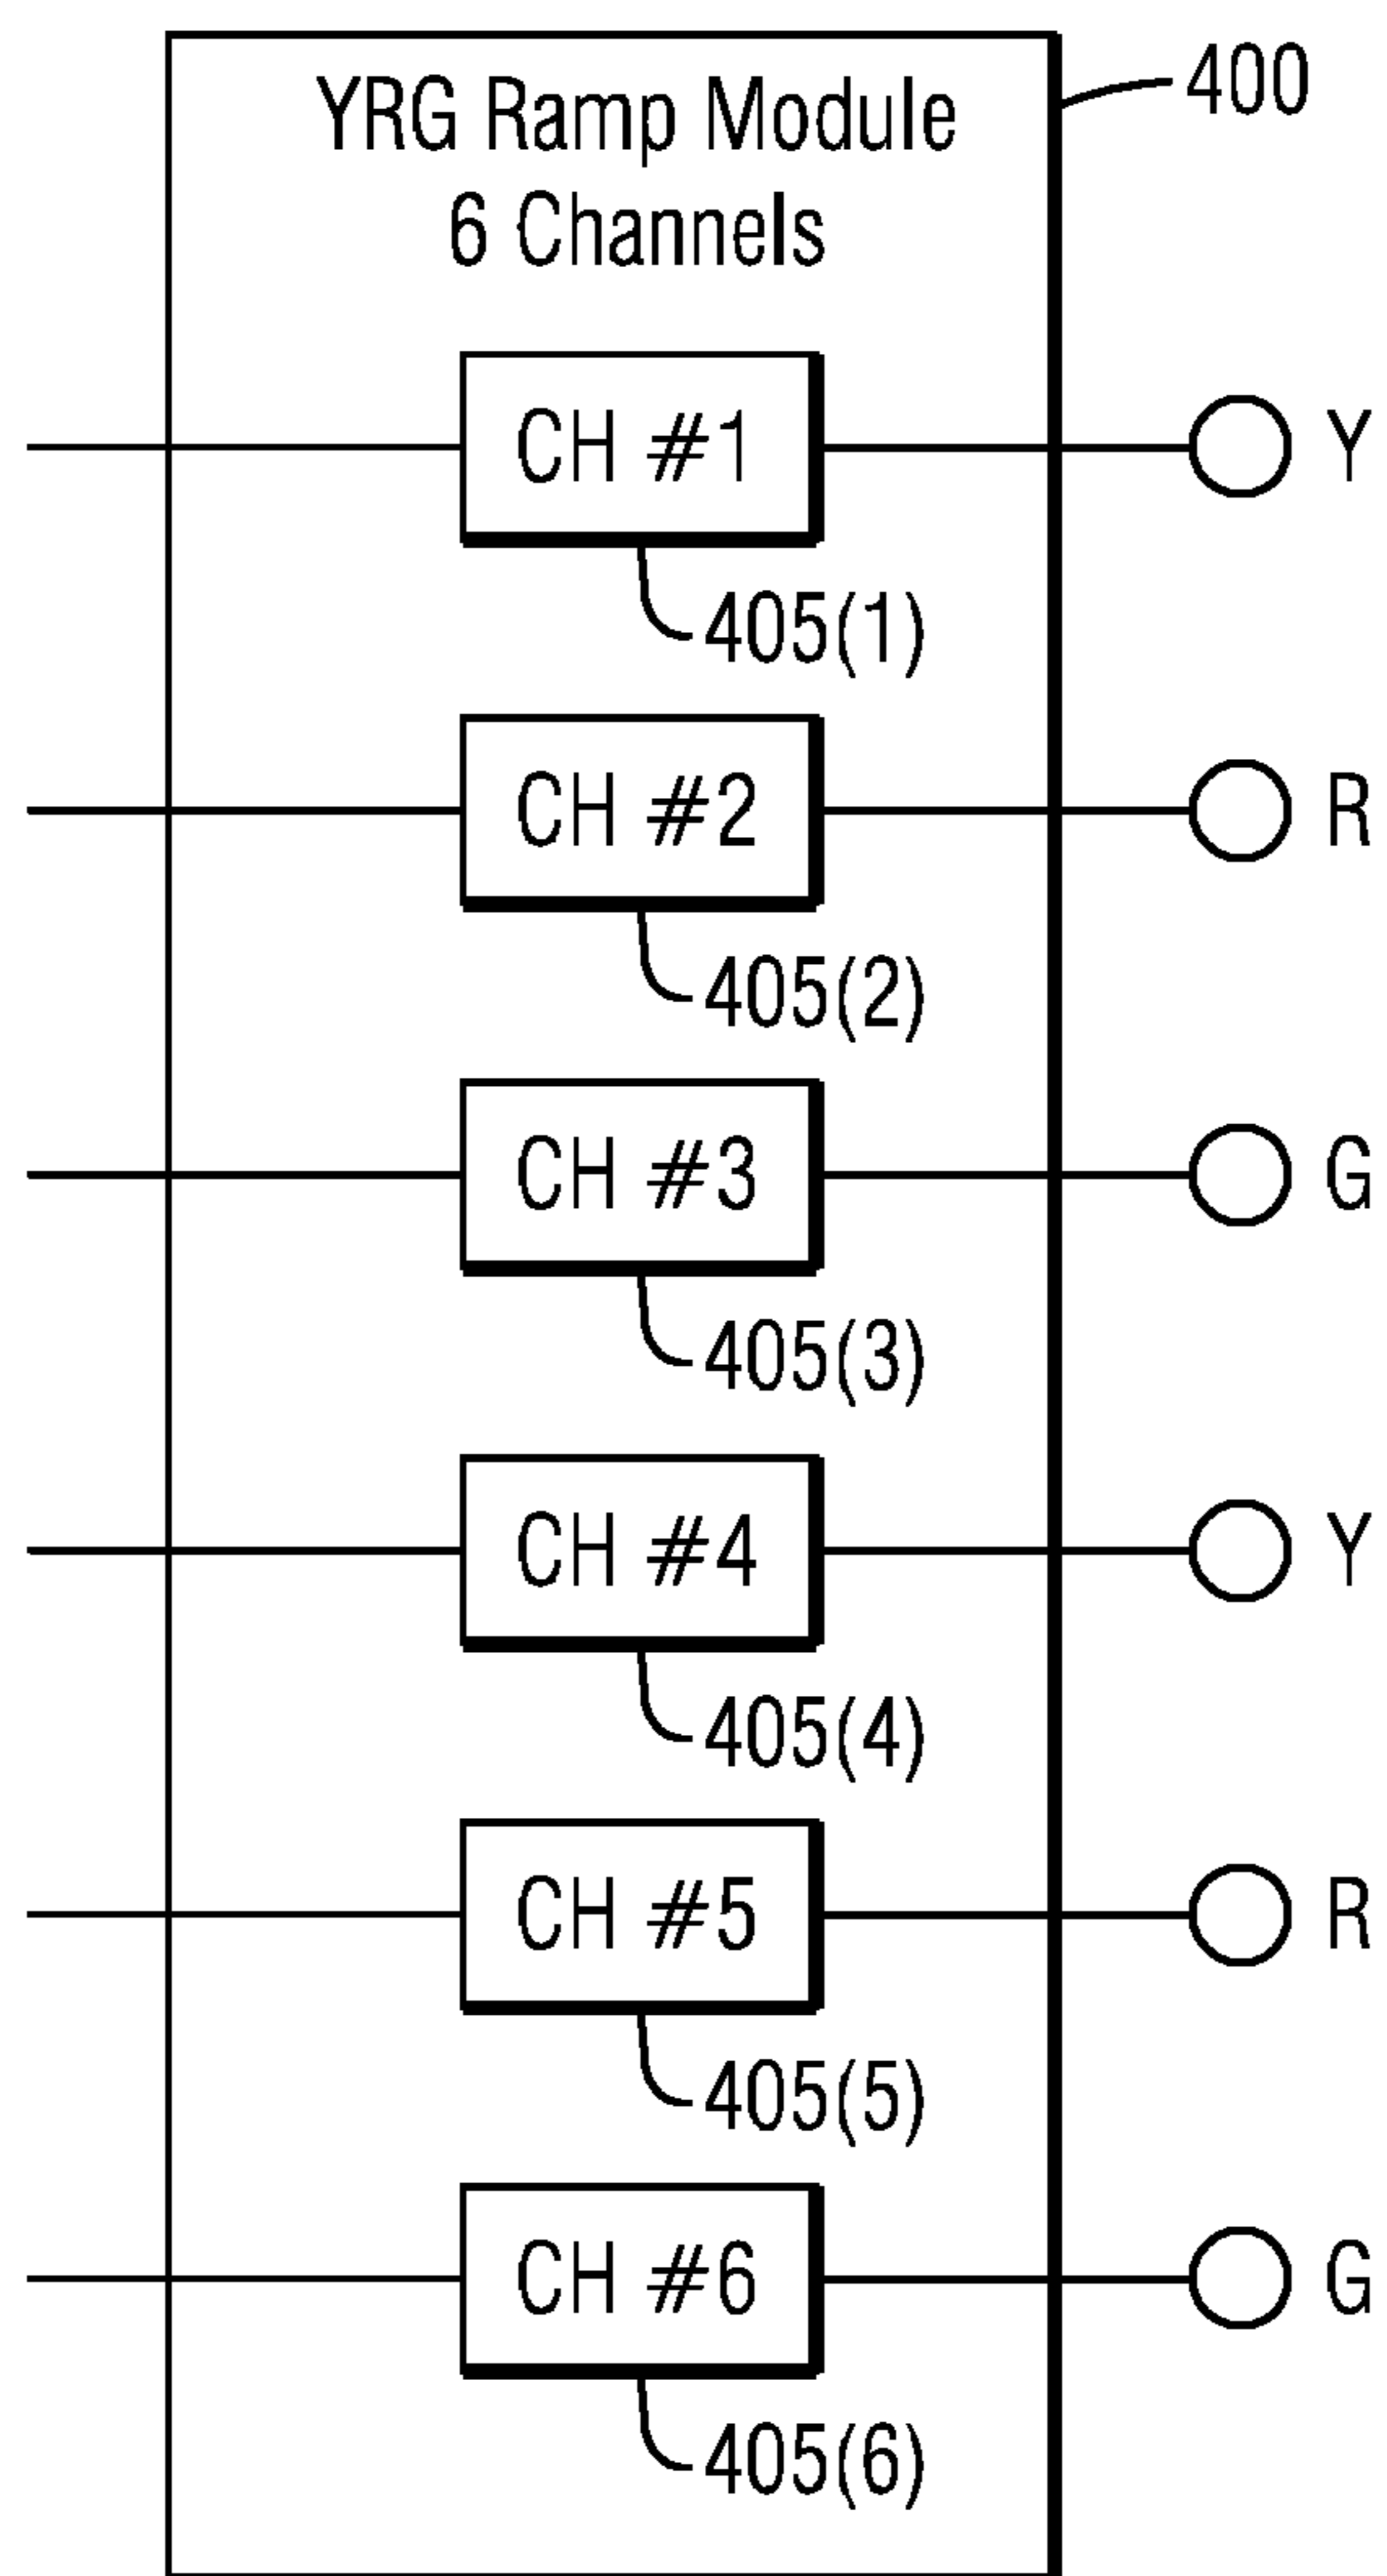 YRG Ramp Module
6 Channels
400
CH #1
Y
405(1)
CH #2
R
405(2)
CH #3
G
405(3)
CH #4
Y
405(4)
CH #5
R
405(5)
CH #6
G
405(6)